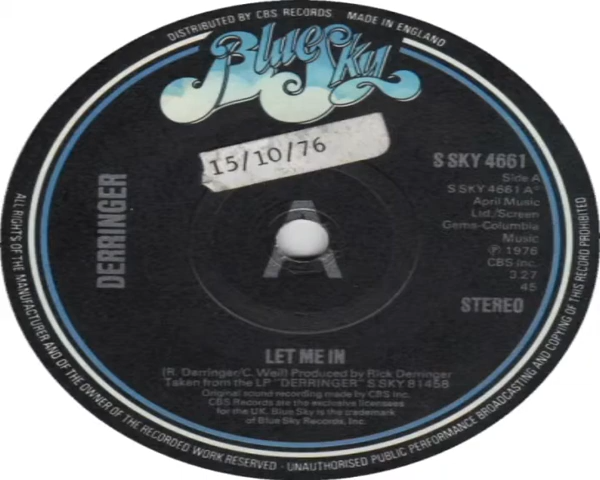 DISTRIBUTED BY CBS RECORDS MADE IN ENGLAND
Blue Sky
15/10/76
DERRINGER
S SKY 4661
Side A
S SKY 4661 A°
April Music
Ltd./Screen
Gems-Columbia
Music
℗ 1976
CBS Inc.
3.27
45
STEREO
A
LET ME IN
(R. Derringer/C. Weil) Produced by Rick Derringer
Taken from the LP "DERRINGER" S SKY 81458
Original sound recording made by CBS Inc.
CBS Records are the exclusive licensees
for the UK. Blue Sky is the trademark
of Blue Sky Records, Inc.
ALL RIGHTS OF THE MANUFACTURER AND OF THE OWNER OF THE RECORDED WORK RESERVED - UNAUTHORISED PUBLIC PERFORMANCE BROADCASTING AND COPYING OF THIS RECORD PROHIBITED